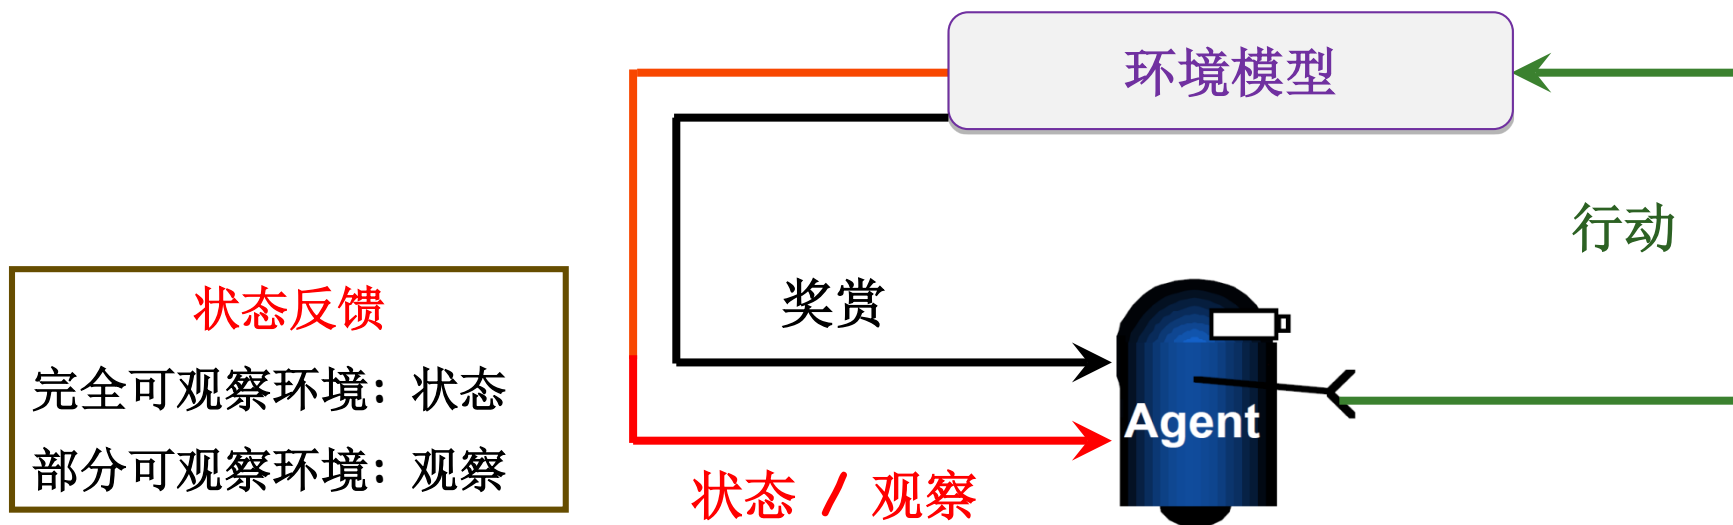 环境模型
行动
奖赏
状态反馈
完全可观察环境：状态
部分可观察环境：观察
Agent
状态 / 观察